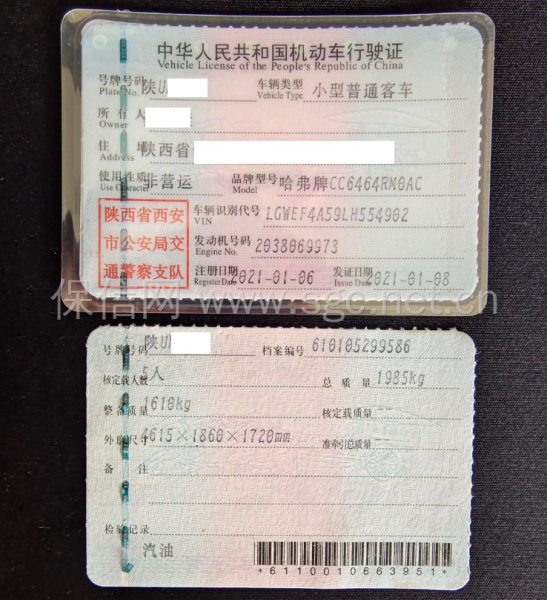 中华人民共和国机动车行驶证
Vehicle License of the People's Republic of China
号牌号码 陕U 车辆类型 小型普通客车
Plate No. Vehicle Type
所有人
Owner
住址 陕西省
Address
使用性质 非营运 品牌型号 哈弗牌CC6464RM0AC
Use Character Model
陕西省西安
市公安局交
通警察支队
车辆识别代号 LGWEF4A59LH554902
VIN
发动机号码 2038069973
Engine No.
注册日期 2021-01-06 发证日期 2021-01-08
Register Date Issue Date
保信网 www.sgc.net.cn
号牌号码 陕U 档案编号 610105299586
核定载人数 5人 总质量 1985kg
整备质量 1610kg 核定载质量 --
外廓尺寸 4615×1860×1720mm 准牵引总质量 --
备注
检验记录
汽油
*6110010663951*